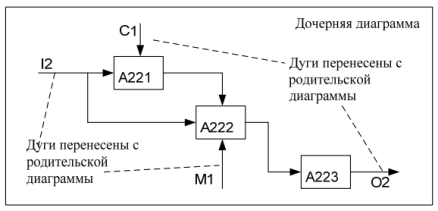 Дочерняя диаграмма
C1
Дуги перенесены с
родительской
диаграммы
I2
A221
A222
Дуги перенесены с
родительской
диаграммы
M1
A223
O2